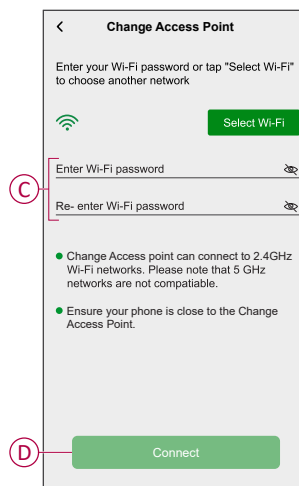 Change Access Point
Enter your Wi-Fi password or tap "Select Wi-Fi"
to choose another network
Select Wi-Fi
C
Enter Wi-Fi password
Re- enter Wi-Fi password
Change Access point can connect to 2.4GHz
Wi-Fi networks. Please note that 5 GHz
networks are not compatiable.
Ensure your phone is close to the Change
Access Point.
D
Connect